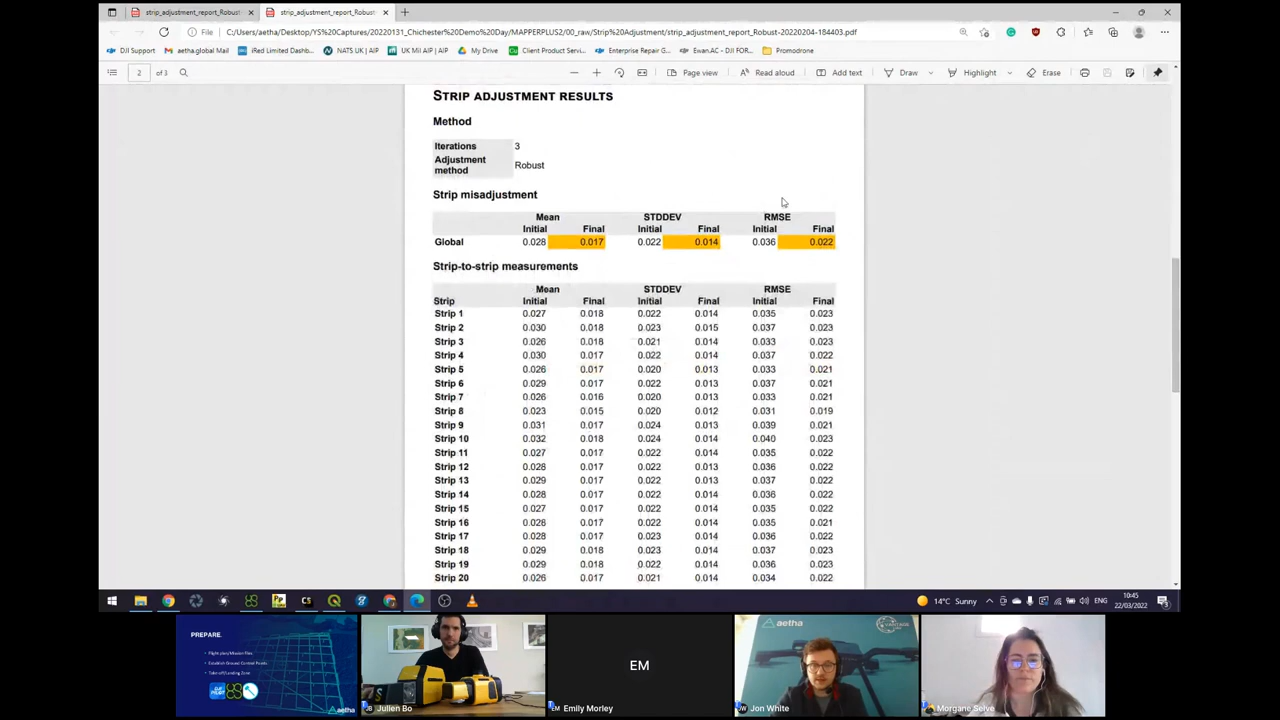 strip_adjustment_report_Robust
strip_adjustment_report_Robust
File
C:/Users/aetha/Desktop/YS%20Captures/20220131_Chichester%20Demo%20Day/MAPPERPLUS2/00_raw/Strip%20Adjustment/strip_adjustment_report_Robust-20220204-184403.pdf
DJI Support
aetha.global Mail
iRed Limited Dashb...
NATS UK | AIP
UK Mil AIP | AIP
My Drive
Client Product Servic...
Enterprise Repair G...
Ewan.AC - DJI FOR...
Promodrone
2 of 3
Page view
Read aloud
Add text
Draw
Highlight
Erase
STRIP ADJUSTMENT RESULTS
Method
Iterations 3
Adjustment method Robust
Strip misadjustment
Mean STDDEV RMSE
Initial Final Initial Final Initial Final
Global 0.028 0.017 0.022 0.014 0.036 0.022
Strip-to-strip measurements
Mean STDDEV RMSE
Strip Initial Final Initial Final Initial Final
Strip 1 0.027 0.018 0.022 0.014 0.035 0.023
Strip 2 0.030 0.018 0.023 0.015 0.037 0.023
Strip 3 0.026 0.018 0.021 0.014 0.033 0.023
Strip 4 0.030 0.017 0.022 0.014 0.037 0.022
Strip 5 0.026 0.017 0.020 0.013 0.033 0.021
Strip 6 0.029 0.017 0.022 0.013 0.037 0.021
Strip 7 0.026 0.016 0.020 0.013 0.033 0.021
Strip 8 0.023 0.015 0.020 0.012 0.031 0.019
Strip 9 0.031 0.017 0.024 0.013 0.039 0.021
Strip 10 0.032 0.018 0.024 0.014 0.040 0.023
Strip 11 0.027 0.017 0.022 0.014 0.035 0.022
Strip 12 0.028 0.017 0.022 0.013 0.036 0.022
Strip 13 0.029 0.017 0.022 0.013 0.037 0.022
Strip 14 0.028 0.017 0.022 0.014 0.036 0.022
Strip 15 0.027 0.017 0.022 0.014 0.035 0.022
Strip 16 0.028 0.017 0.022 0.014 0.035 0.021
Strip 17 0.028 0.017 0.023 0.014 0.036 0.022
Strip 18 0.029 0.018 0.023 0.014 0.037 0.023
Strip 19 0.029 0.018 0.022 0.014 0.036 0.023
Strip 20 0.026 0.017 0.021 0.014 0.034 0.022
14°C Sunny
ENG
10:45
22/03/2022
PREPARE.
Flight plan/Mission Files
Establish Ground Control Points
Take off/Landing Zone
aetha
JB Julien Bo
EM
EM Emily Morley
aetha
JW Jon White
Morgane Selve